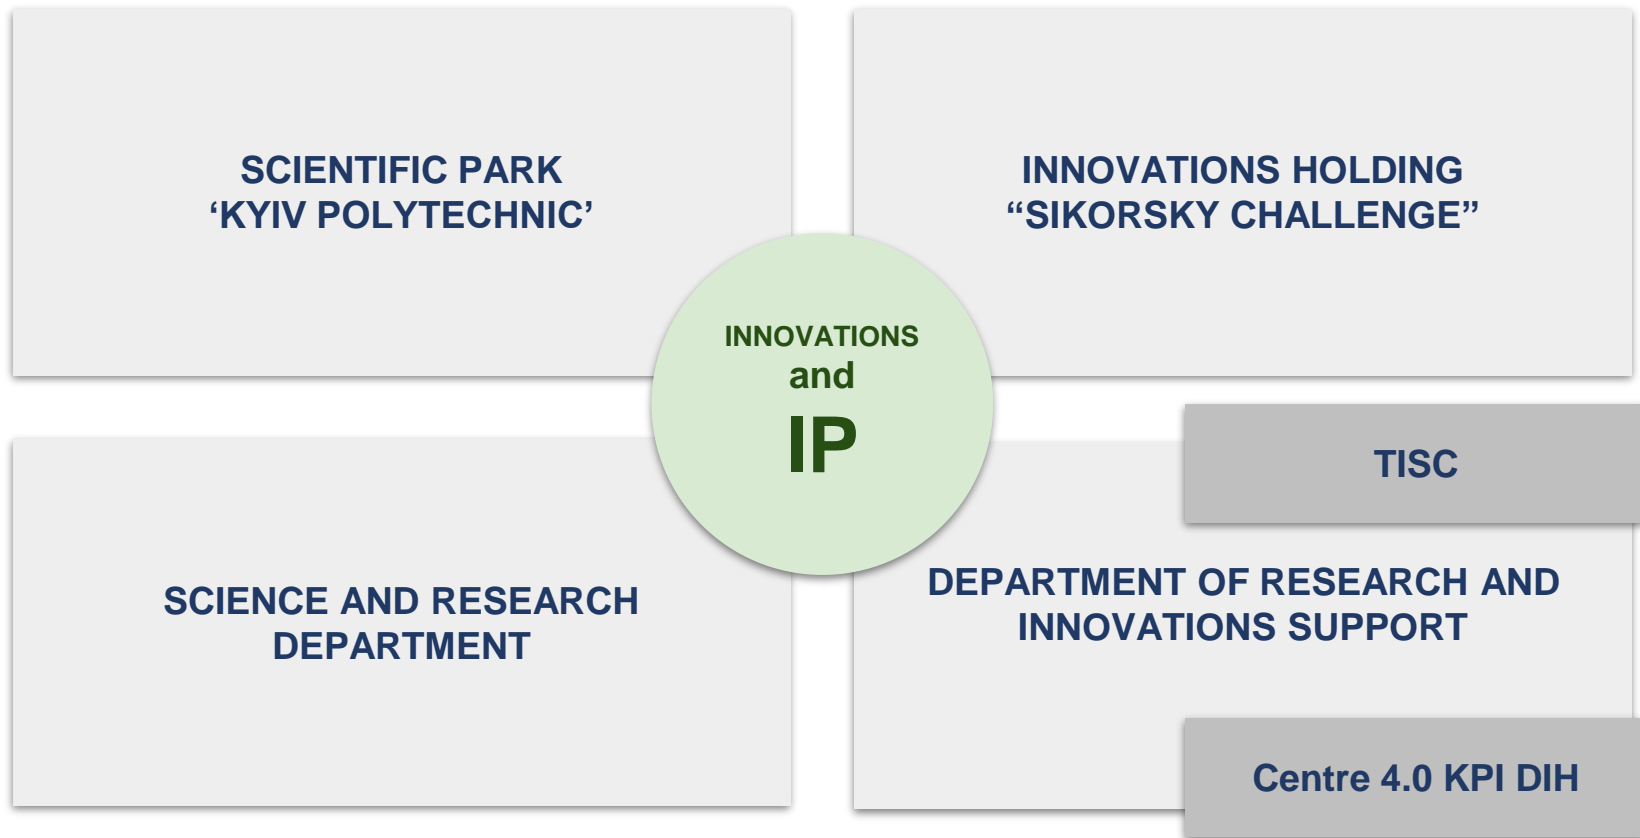 SCIENTIFIC PARK
‘KYIV POLYTECHNIC’
INNOVATIONS HOLDING
“SIKORSKY CHALLENGE”
INNOVATIONS
and
IP
TISC
SCIENCE AND RESEARCH
DEPARTMENT
DEPARTMENT OF RESEARCH AND
INNOVATIONS SUPPORT
Centre 4.0 KPI DIH